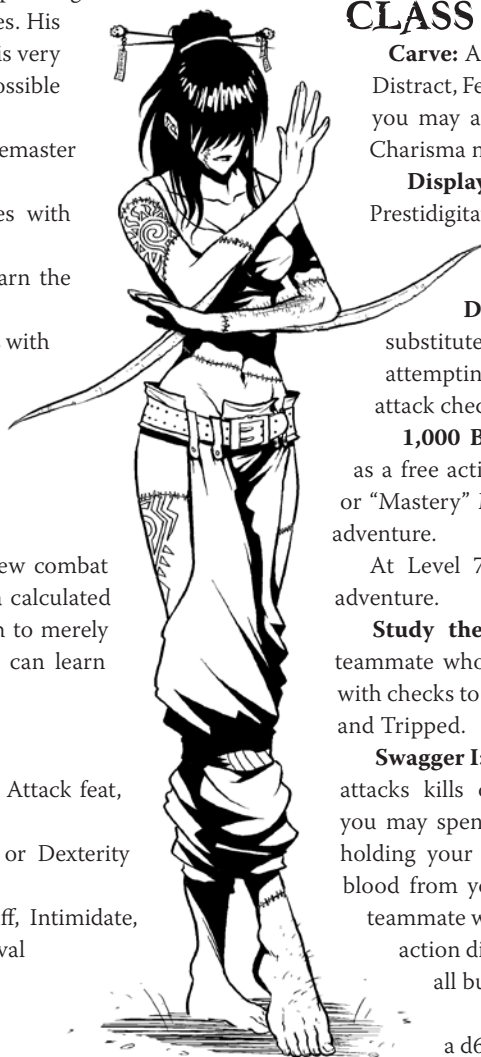 es. His
is very
ossible
emaster
es with
arn the
with
ew combat
calculated
n to merely
can learn
Attack feat,
or Dexterity
ff, Intimidate,
val
CLASS
Carve: A
Distract, Fe
you may a
Charisma m
Display
Prestidigita
D
substitute
attemptin
attack chec
1,000 B
as a free acti
or “Mastery”
adventure.
At Level 7
adventure.
Study the
teammate who
with checks to
and Tripped.
Swagger Is
attacks kills
you may spen
holding your
blood from yo
teammate w
action di
all bu
a d6